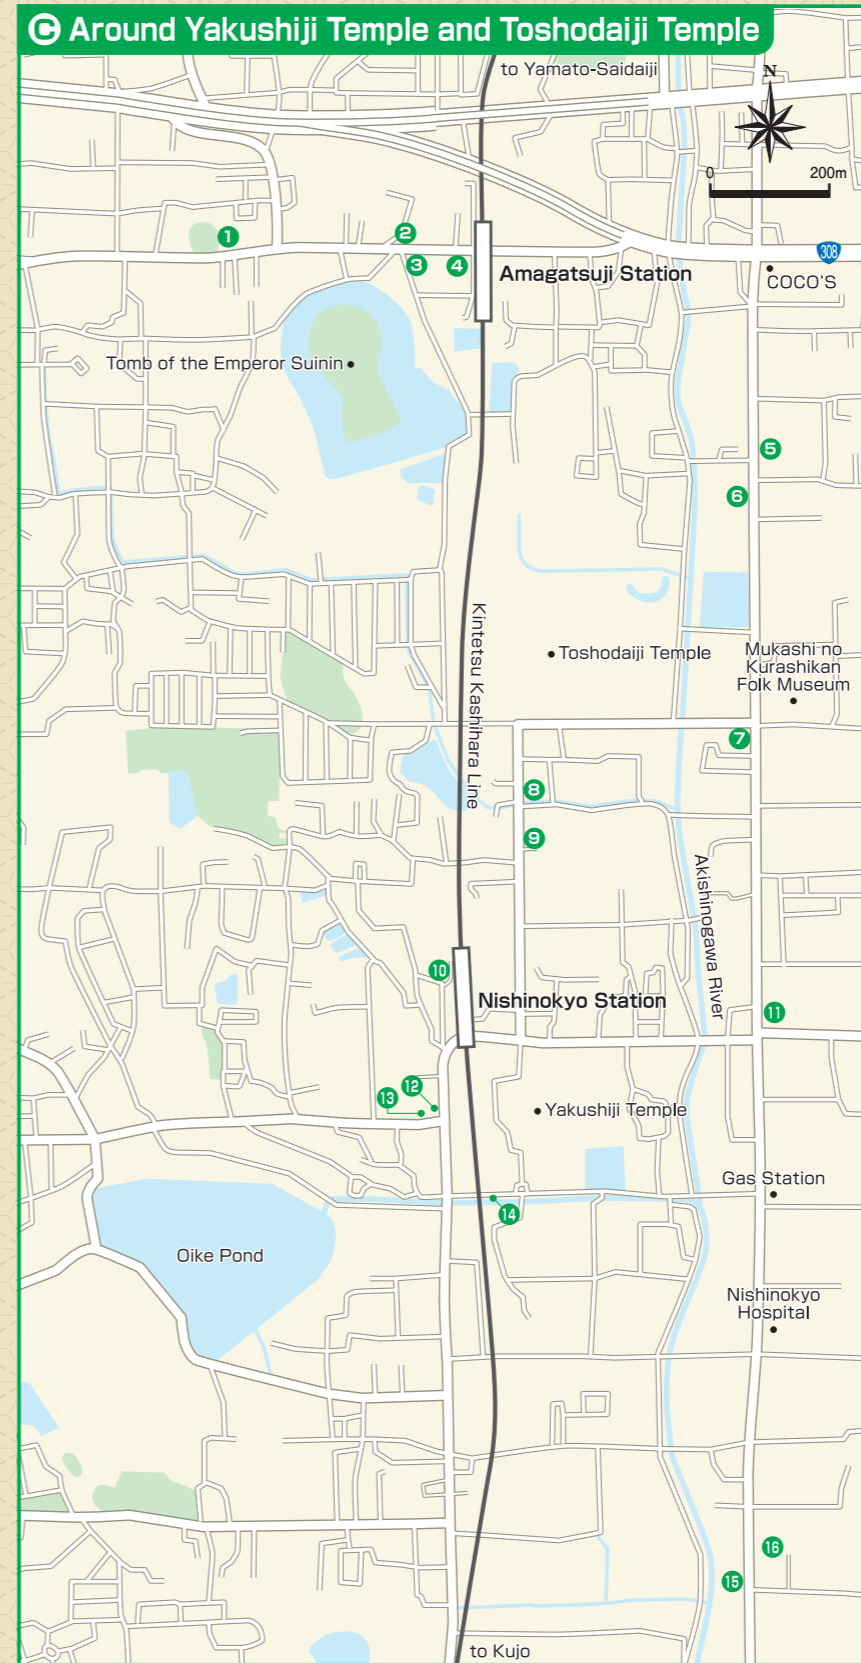 C Around Yakushiji Temple and Toshodaiji Temple
to Yamato-Saidaiji
N
0 200m
1
2
3
4
308
Amagatsuji Station
COCO'S
Tomb of the Emperor Suinin
5
6
Kintetsu Kashihara Line
Toshodaiji Temple
Mukashi no
Kurashikan
Folk Museum
7
8
9
Akishinogawa River
10
Nishinokyo Station
11
12
13
Yakushiji Temple
Gas Station
14
Oike Pond
Nishinokyo
Hospital
16
15
to Kujo